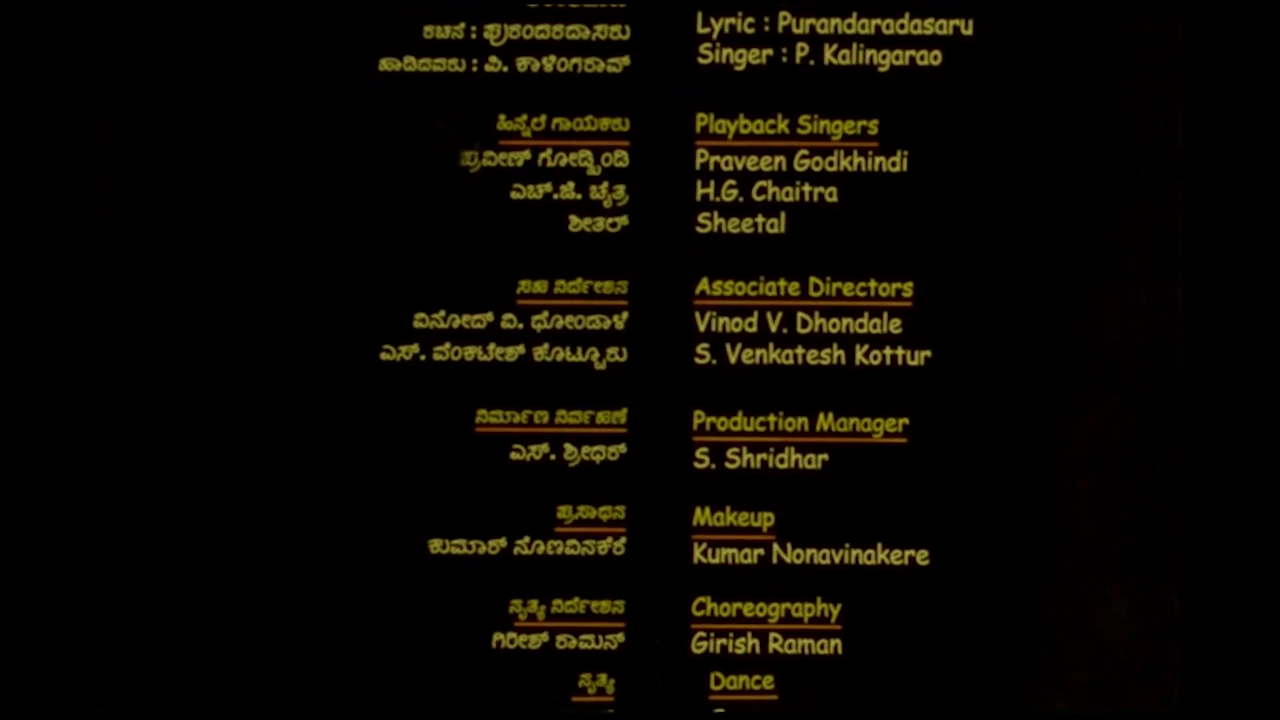 ರಚನೆ : ಪುರಂದರದಾಸರು Lyric : Purandaradasaru
ಹಾಡಿದವರು : ಪಿ. ಕಾಳಿಂಗರಾವ್ Singer : P. Kalingarao
ಹಿನ್ನೆಲೆ ಗಾಯಕರು Playback Singers
ಪ್ರವೀಣ್ ಗೋಡ್ಖಿಂಡಿ Praveen Godkhindi
ಎಚ್.ಜಿ. ಚೈತ್ರ H.G. Chaitra
ಶೀತಲ್ Sheetal
ಸಹ ನಿರ್ದೇಶನ Associate Directors
ವಿನೋದ್ ವಿ. ಧೋಂಡಾಳೆ Vinod V. Dhondale
ಎಸ್. ವೆಂಕಟೇಶ್ ಕೊಟ್ಟೂರು S. Venkatesh Kottur
ನಿರ್ಮಾಣ ನಿರ್ವಹಣೆ Production Manager
ಎಸ್. ಶ್ರೀಧರ್ S. Shridhar
ಪ್ರಸಾಧನ Makeup
ಕುಮಾರ್ ನೊಣವಿನಕೆರೆ Kumar Nonavinakere
ನೃತ್ಯ ನಿರ್ದೇಶನ Choreography
ಗಿರೀಶ್ ರಾಮನ್ Girish Raman
ನೃತ್ಯ Dance